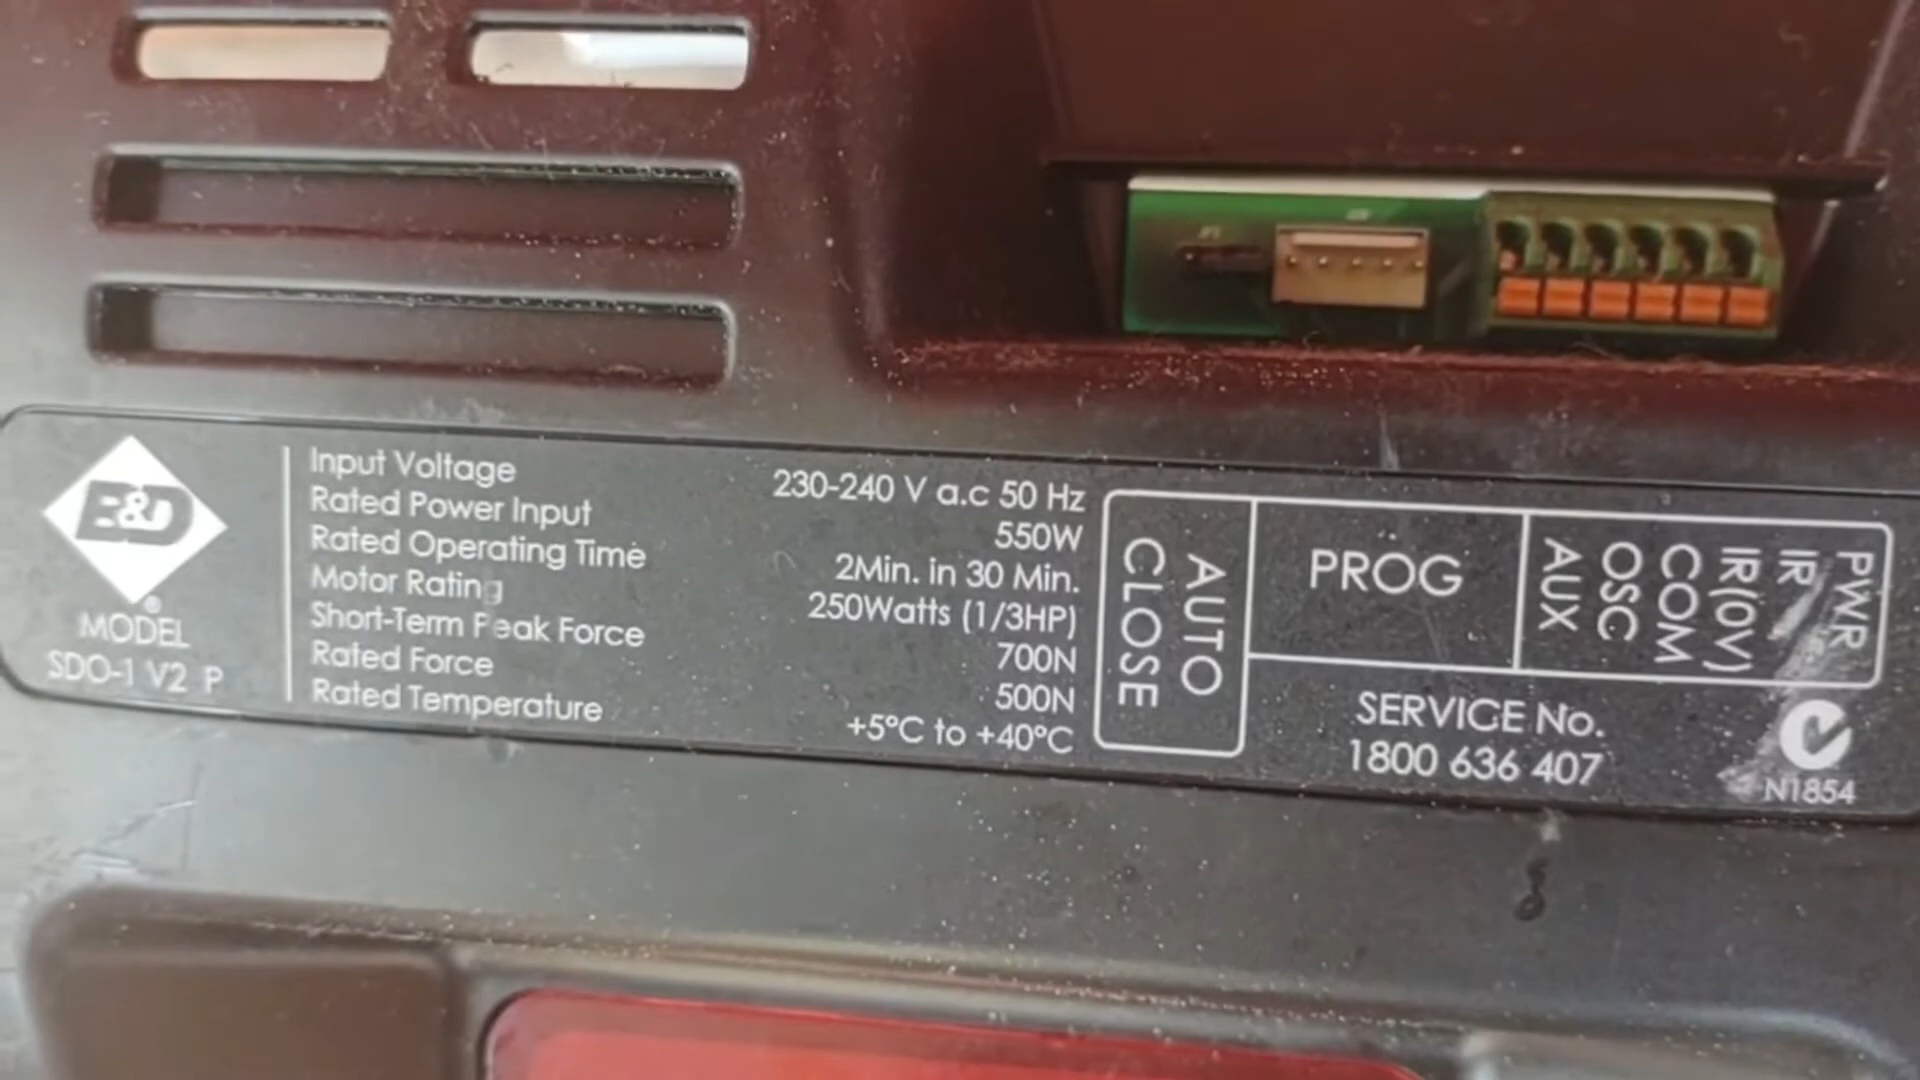 B&D
®
MODEL
SDO-1 V2 P
Input Voltage 230-240 V a.c 50 Hz
Rated Power Input 550W
Rated Operating Time 2Min. in 30 Min.
Motor Rating 250Watts (1/3HP)
Short-Term Peak Force 700N
Rated Force 500N
Rated Temperature +5°C to +40°C
AUTO
CLOSE
PROG
PWR
IR
IR(0V)
COM
OSC
AUX
SERVICE No.
1800 636 407
N1854